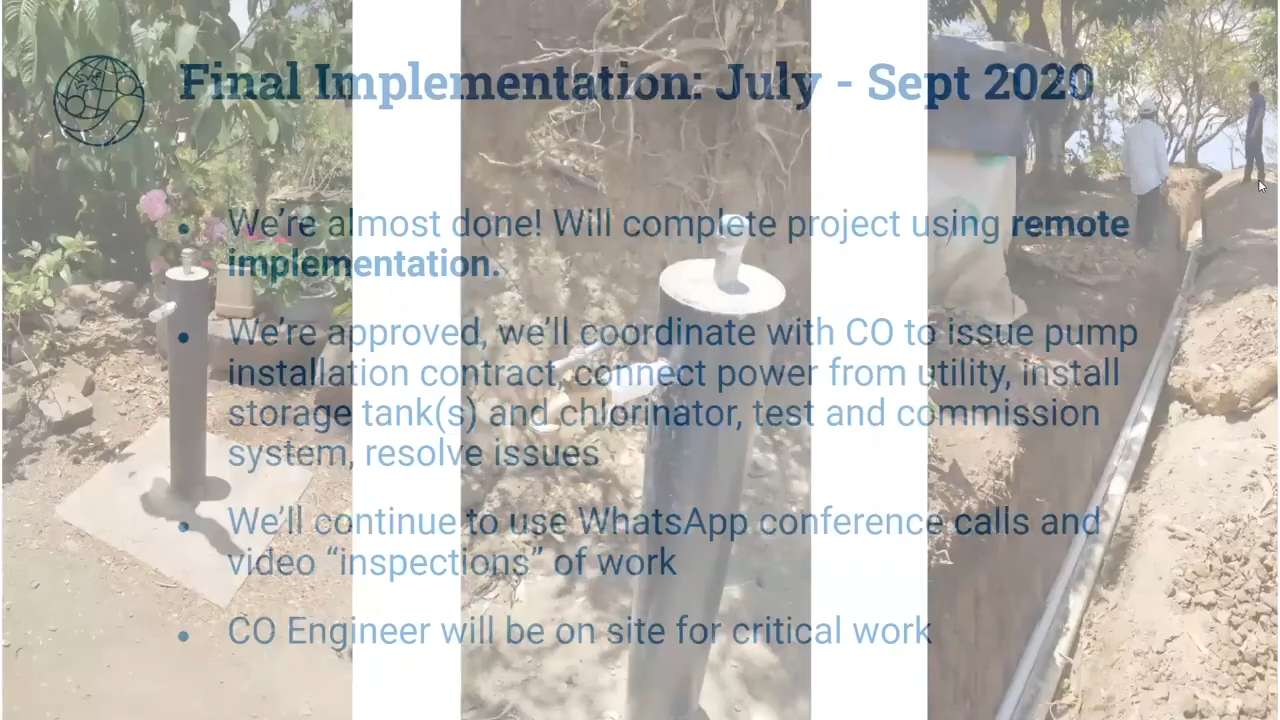 Final Implementation: July - Sept 2020
• We’re almost done! Will complete project using remote
implementation.
• We’re approved, we’ll coordinate with CO to issue pump
installation contract, connect power from utility, install
storage tank(s) and chlorinator, test and commission
system, resolve issues
• We’ll continue to use WhatsApp conference calls and
video “inspections” of work
• CO Engineer will be on site for critical work